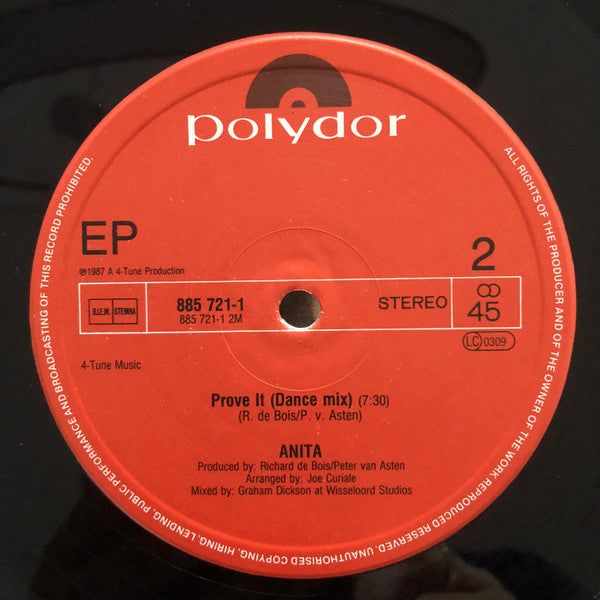 polydor
EP
2
℗1987 A 4-Tune Production
B.I.E.M. STEMRA
885 721-1
885 721-1 2M
STEREO
45
LC 0309
4-Tune Music
Prove It (Dance mix) (7:30)
(R. de Bois/P. v. Asten)
ANITA
Produced by: Richard de Bois/Peter van Asten
Arranged by: Joe Curiale
Mixed by: Graham Dickson at Wisseloord Studios
ALL RIGHTS OF THE PRODUCER AND OF THE OWNER OF THE WORK REPRODUCED RESERVED. UNAUTHORISED COPYING, HIRING, LENDING, PUBLIC PERFORMANCE AND BROADCASTING OF THIS RECORD PROHIBITED.